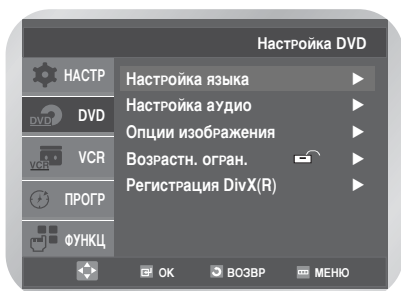 Настройка DVD
НАСТР
Настройка языка
Настройка аудио
DVD DVD
Опции изображения
VCR VCR
Возрастн. огран.
Регистрация DivX(R)
ПРОГР
ФУНКЦ
ОК ВОЗВР МЕНЮ